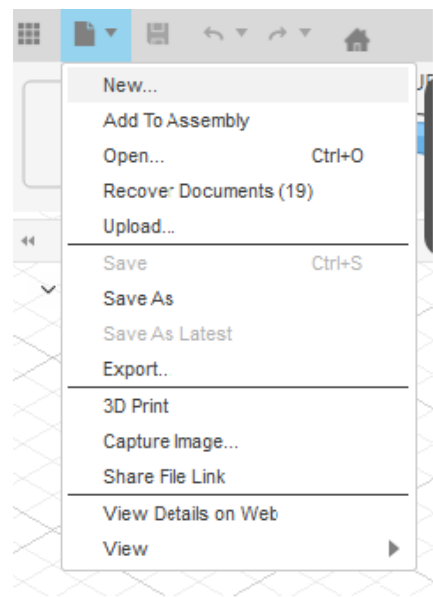 New...
Add To Assembly
Open... Ctrl+O
Recover Documents (19)
Upload...
Save Ctrl+S
Save As
Save As Latest
Export...
3D Print
Capture Image...
Share File Link
View Details on Web
View